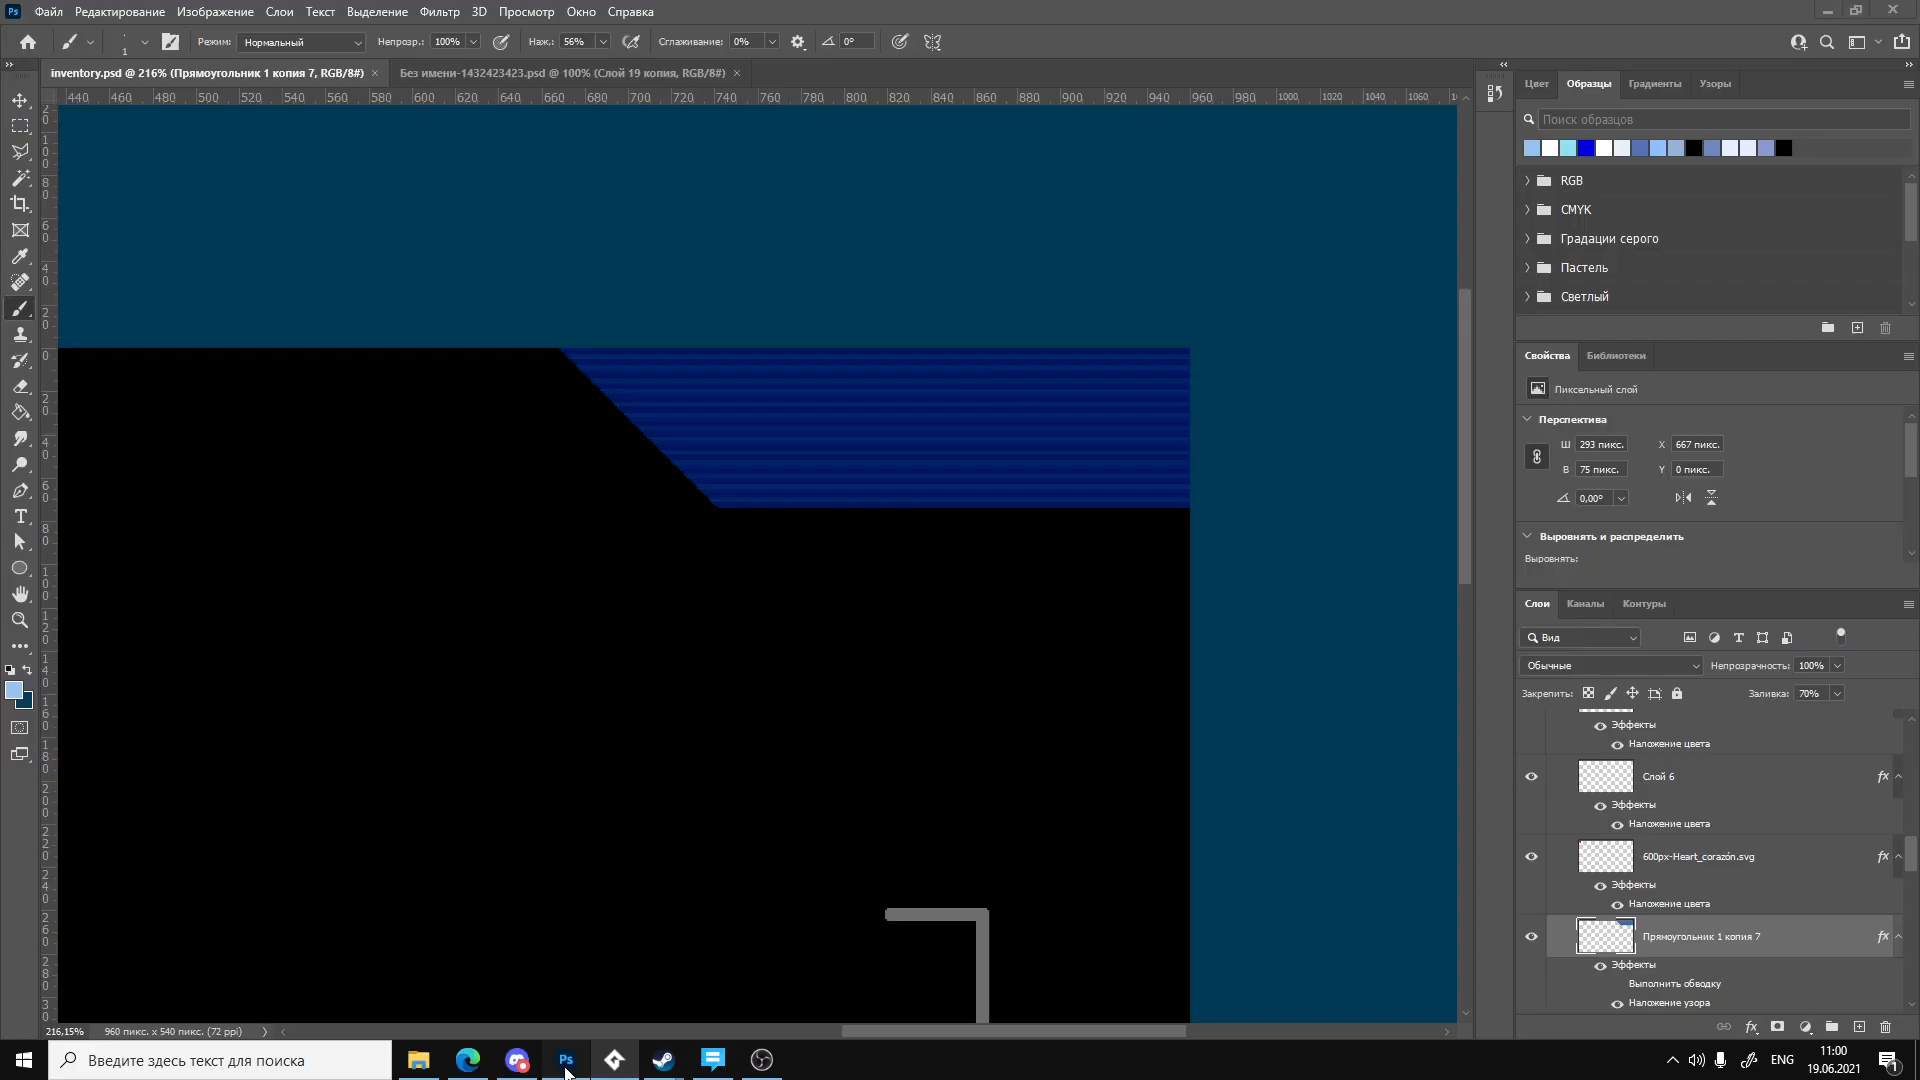 Ps Файл Редактирование Изображение Слои Текст Выделение Фильтр 3D Просмотр Окно Справка
1 Режим: Нормальный Непрозр.: 100% Наж.: 56% Сглаживание: 0% 0°
inventory.psd @ 216% (Прямоугольник 1 копия 7, RGB/8#) × Без имени-1432423423.psd @ 100% (Слой 19 копия, RGB/8#) ×
440 460 480 500 520 540 560 580 600 620 640 660 680 700 720 740 760 780 800 820 840 860 880 900 920 940 960 980 1000 1020 1040 1060
Цвет Образцы Градиенты Узоры
Поиск образцов
RGB
CMYK
Градации серого
Пастель
Светлый
Свойства Библиотеки
Пиксельный слой
Перспектива
Ш 293 пикс. X 667 пикс.
В 75 пикс. Y 0 пикс.
0,00°
Выровнять и распределить
Выровнять:
Слои Каналы Контуры
Вид
Обычные Непрозрачность: 100%
Закрепить: Заливка: 70%
Эффекты
Наложение цвета
Слой 6 fx
Эффекты
Наложение цвета
600px-Heart_corazón.svg fx
Эффекты
Наложение цвета
Прямоугольник 1 копия 7 fx
Эффекты
Выполнить обводку
Наложение узора
216,15% 960 пикс. x 540 пикс. (72 ppi)
fx
Введите здесь текст для поиска
Ps
ENG
11:00
19.06.2021
1